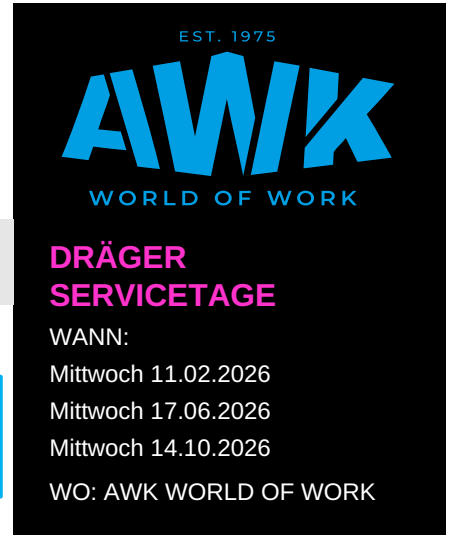 EST. 1975
AWK
WORLD OF WORK
DRÄGER
SERVICETAGE
WANN:
Mittwoch 11.02.2026
Mittwoch 17.06.2026
Mittwoch 14.10.2026
WO: AWK WORLD OF WORK